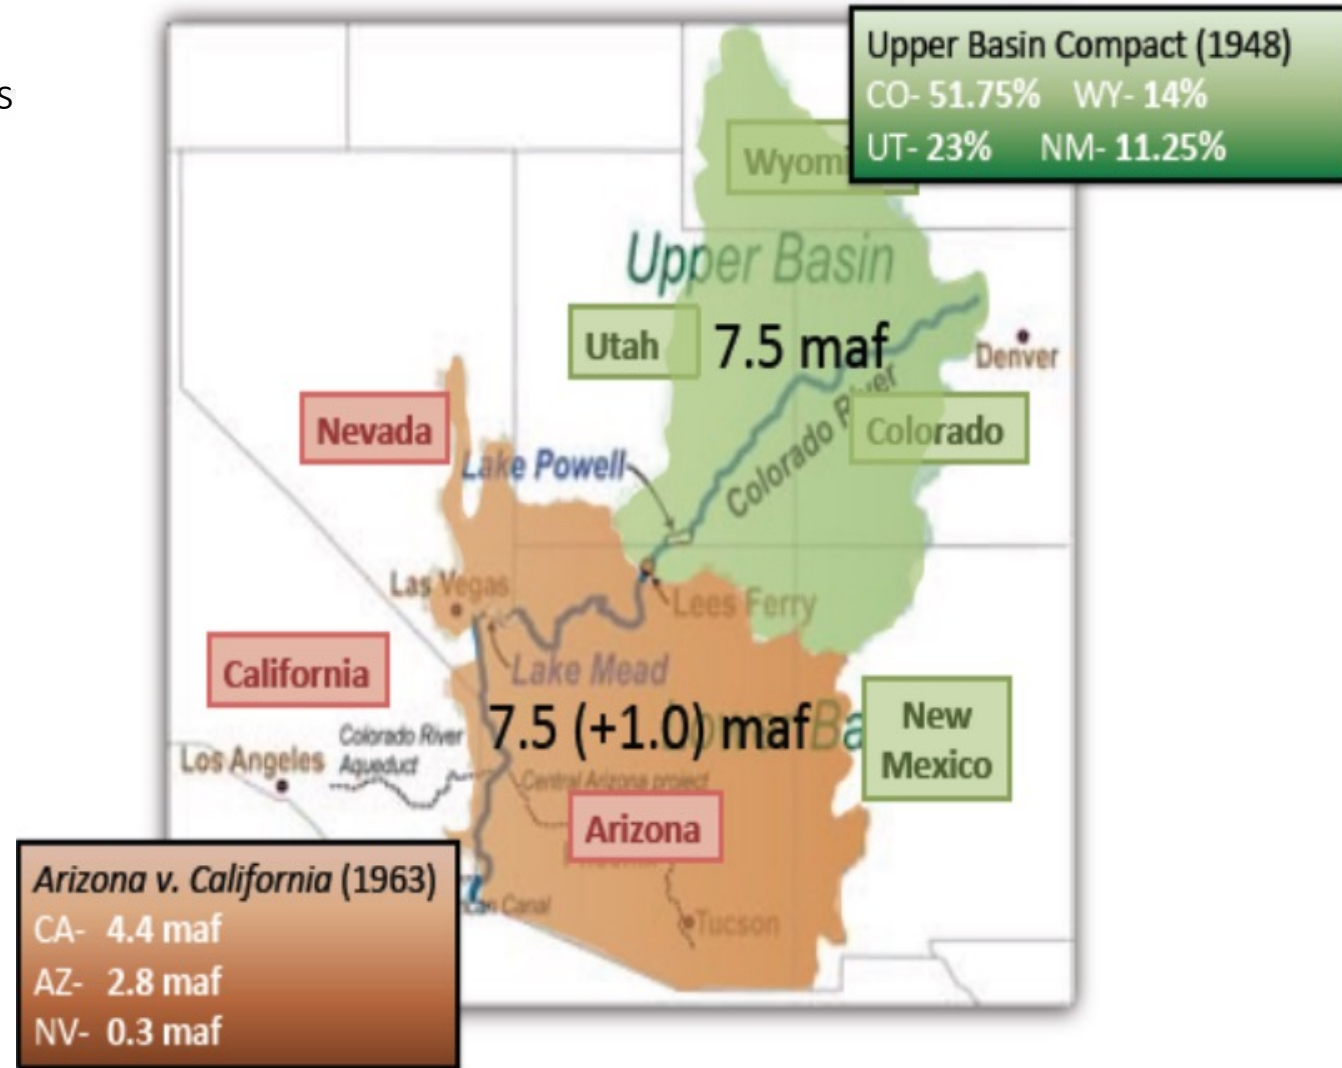 s
Upper Basin Compact (1948)
CO- 51.75% WY- 14%
UT- 23% NM- 11.25%
Upper Basin
Utah
7.5 maf
Denver
Colorado River
Nevada
Colorado
Lake Powell
Las Vegas
Lees Ferry
California
Lake Mead
7.5 (+1.0) maf
New
Mexico
Colorado River
Aqueduct
Los Angeles
Central Arizona project
Arizona
Arizona v. California (1963)
CA- 4.4 maf
AZ- 2.8 maf
NV- 0.3 maf
Canal
Tucson